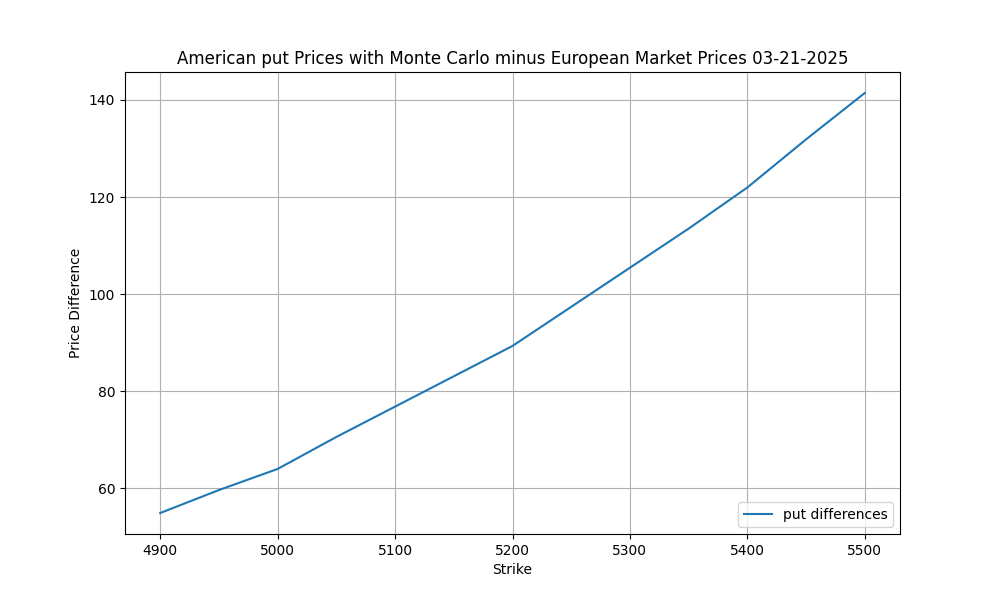 American put Prices with Monte Carlo minus European Market Prices 03-21-2025
140
120
100
80
60
Price Difference
put differences
4900 5000 5100 5200 5300 5400 5500
Strike